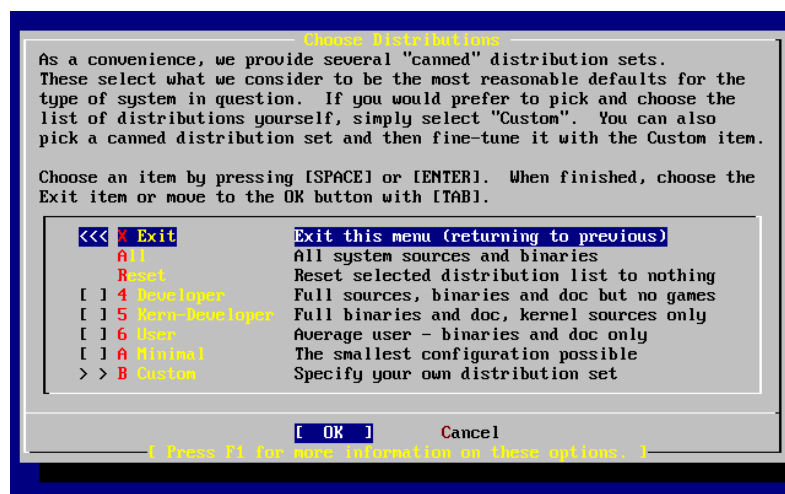 Choose Distributions
As a convenience, we provide several "canned" distribution sets.
These select what we consider to be the most reasonable defaults for the
type of system in question.  If you would prefer to pick and choose the
list of distributions yourself, simply select "Custom".  You can also
pick a canned distribution set and then fine-tune it with the Custom item.
Choose an item by pressing [SPACE] or [ENTER].  When finished, choose the
Exit item or move to the OK button with [TAB].
<<< X Exit Exit this menu (returning to previous)
All All system sources and binaries
Reset Reset selected distribution list to nothing
[ ] 4 Developer Full sources, binaries and doc but no games
[ ] 5 Kern-Developer Full binaries and doc, kernel sources only
[ ] 6 User Average user - binaries and doc only
[ ] A Minimal The smallest configuration possible
> > B Custom Specify your own distribution set
[ OK ] Cancel
[ Press F1 for more information on these options. ]